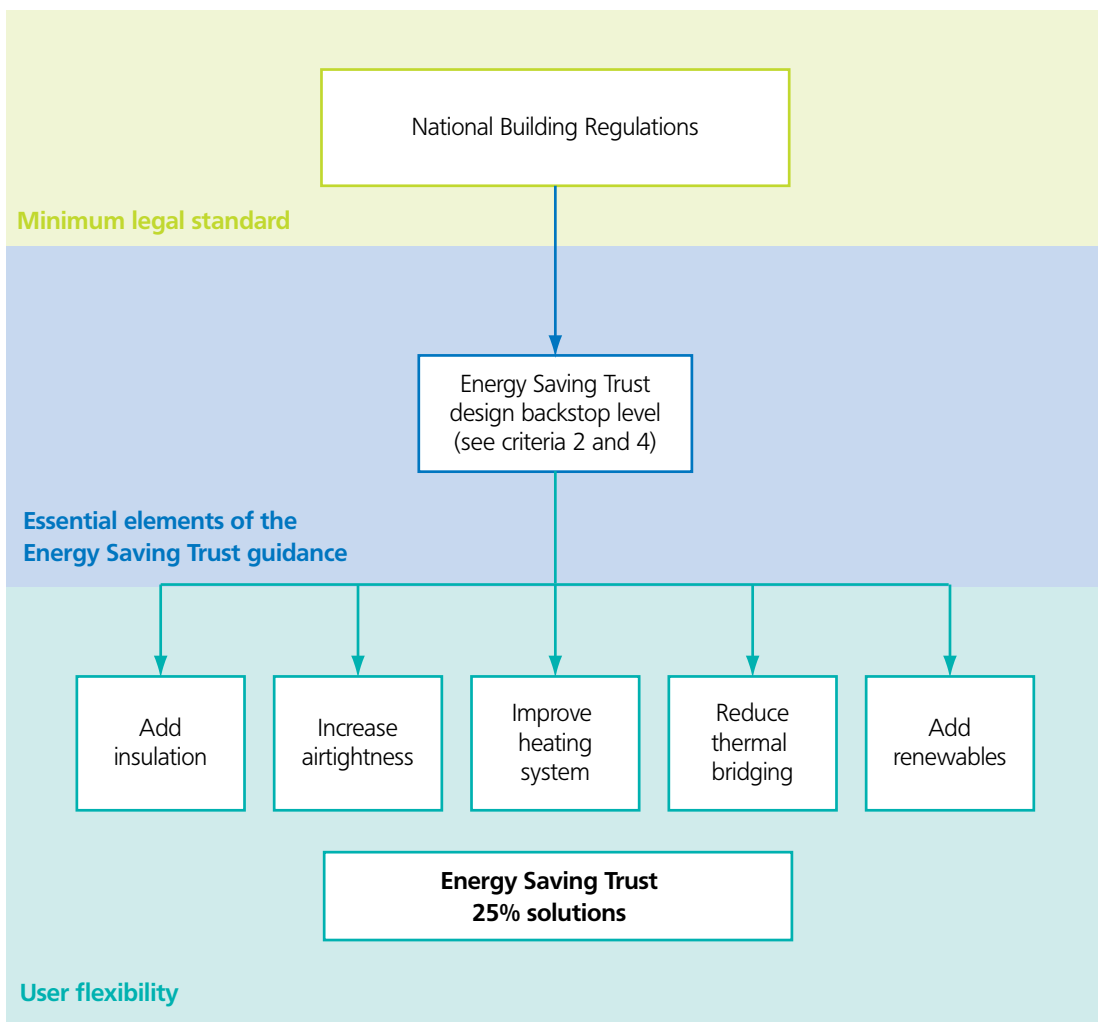 National Building Regulations
Minimum legal standard
Energy Saving Trust
design backstop level
(see criteria 2 and 4)
Essential elements of the
Energy Saving Trust guidance
Add
insulation
Increase
airtightness
Improve
heating
system
Reduce
thermal
bridging
Add
renewables
Energy Saving Trust
25% solutions
User flexibility